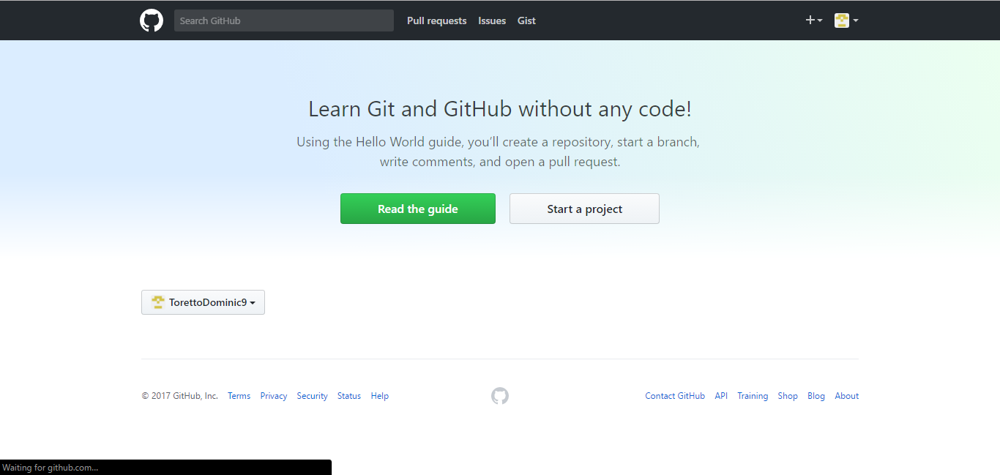 Search GitHub Pull requests Issues Gist
Learn Git and GitHub without any code!
Using the Hello World guide, you’ll create a repository, start a branch,
write comments, and open a pull request.
Read the guide Start a project
TorettoDominic9
© 2017 GitHub, Inc. Terms Privacy Security Status Help Contact GitHub API Training Shop Blog About
Waiting for github.com...